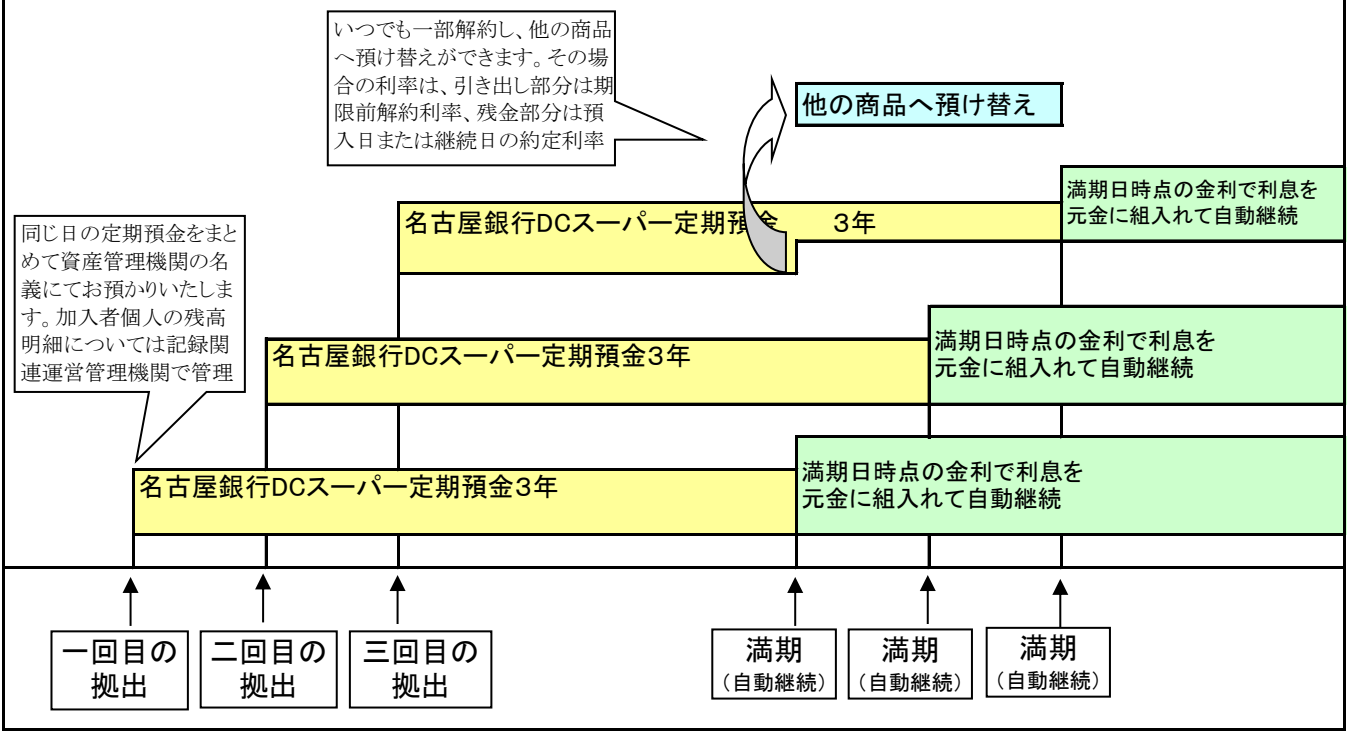 いつでも一部解約し、他の商品
へ預け替えができます。その場
合の利率は、引き出し部分は期
限前解約利率、残金部分は預
入日または継続日の約定利率
他の商品へ預け替え
満期日時点の金利で利息を
元金に組入れて自動継続
名古屋銀行DCスーパー定期預金　　3年
同じ日の定期預金をまと
めて資産管理機関の名
義にてお預かりいたしま
す。加入者個人の残高
明細については記録関
連運営管理機関で管理
満期日時点の金利で利息を
元金に組入れて自動継続
名古屋銀行DCスーパー定期預金3年
満期日時点の金利で利息を
元金に組入れて自動継続
名古屋銀行DCスーパー定期預金3年
一回目の
拠出
二回目の
拠出
三回目の
拠出
満期
（自動継続）
満期
（自動継続）
満期
（自動継続）